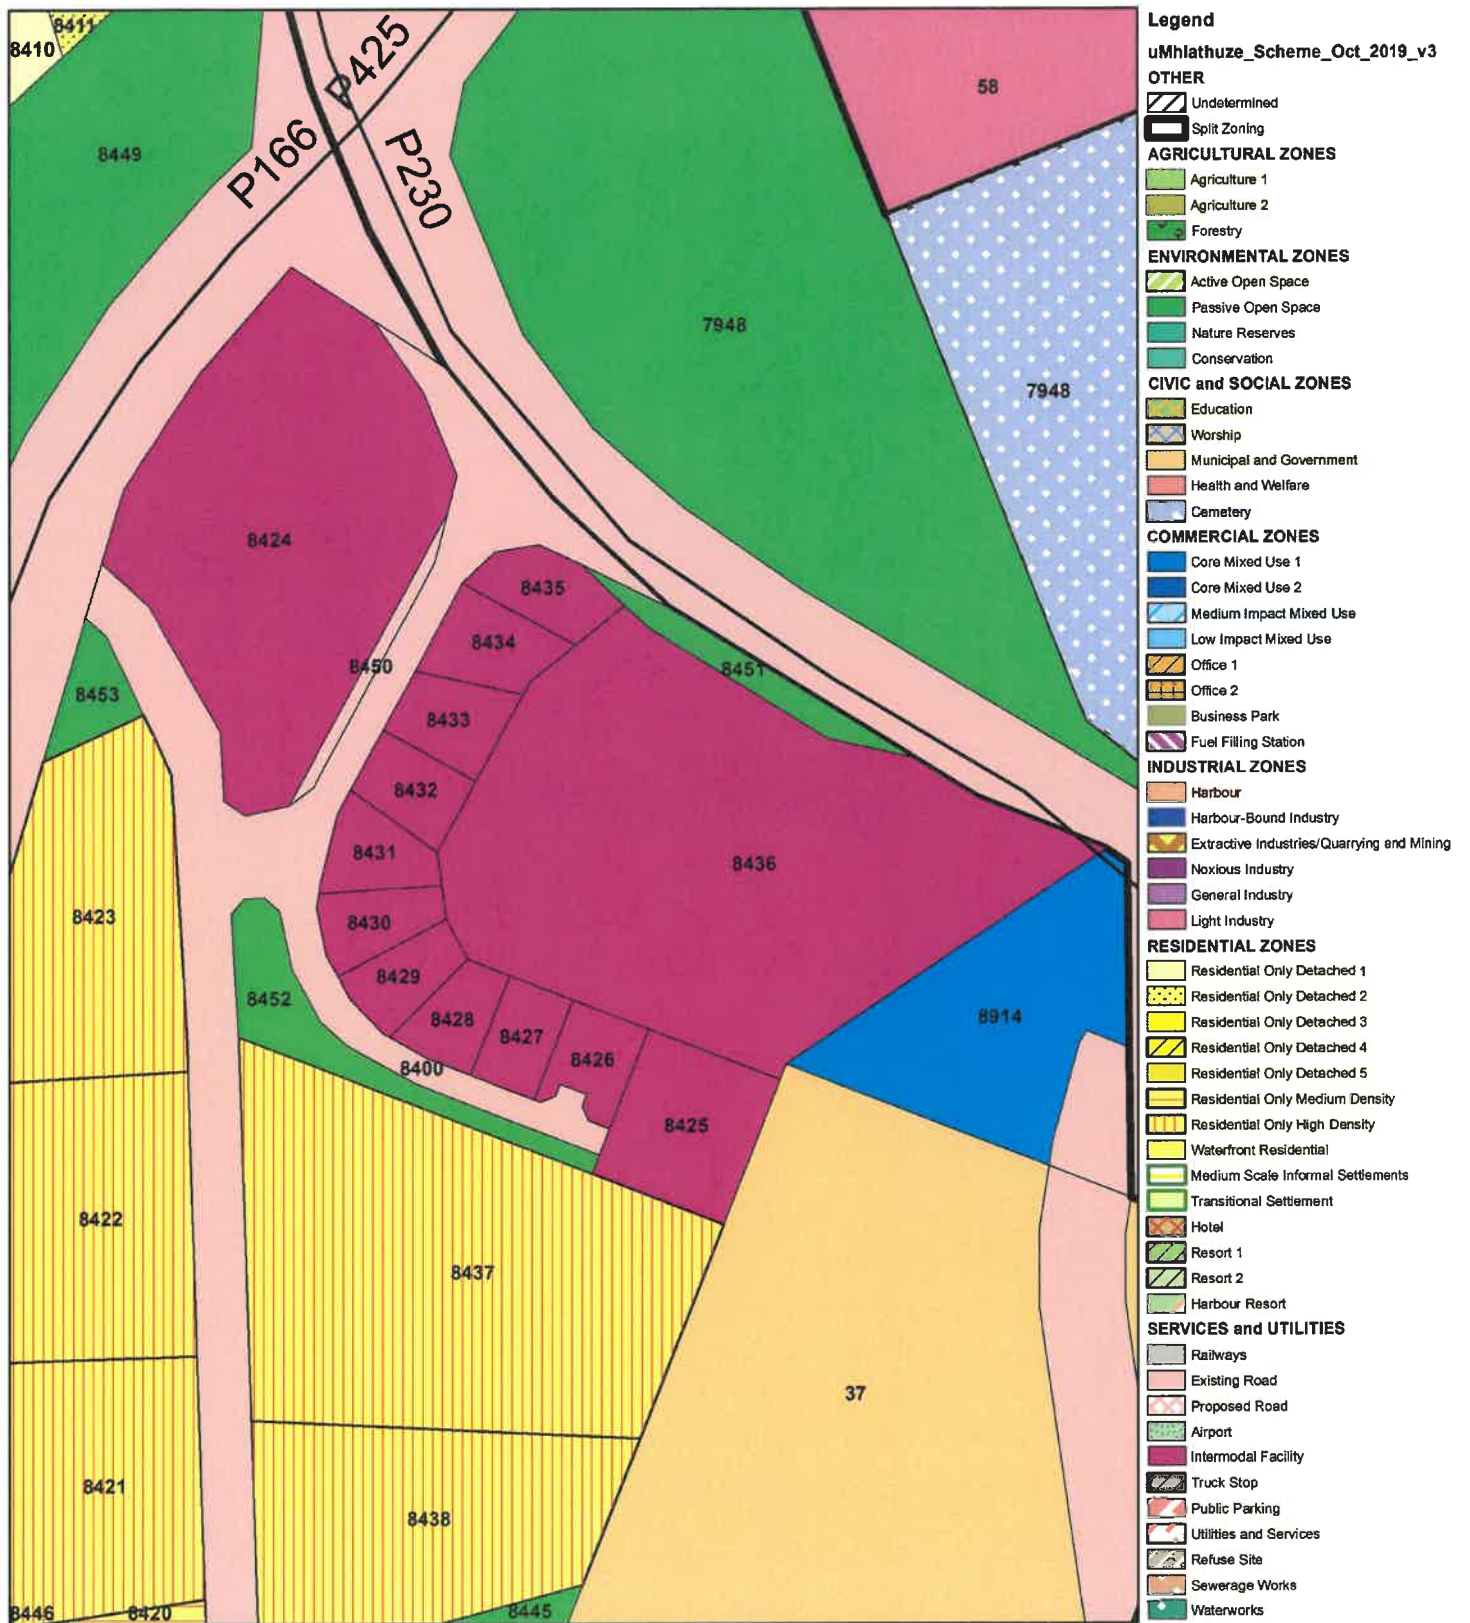 8411
8410
P425
58
8449
P166
P230
7948
7948
8424
8435
8434
8450
8451
8453
8433
8432
8431
8436
8423
8430
8429
8452
8428
8427
8914
8426
8400
8425
8422
8437
37
8421
8438
8446
8420
8445
Legend
uMhlathuze_Scheme_Oct_2019_v3
OTHER
Undetermined
Split Zoning
AGRICULTURAL ZONES
Agriculture 1
Agriculture 2
Forestry
ENVIRONMENTAL ZONES
Active Open Space
Passive Open Space
Nature Reserves
Conservation
CIVIC and SOCIAL ZONES
Education
Worship
Municipal and Government
Health and Welfare
Cemetery
COMMERCIAL ZONES
Core Mixed Use 1
Core Mixed Use 2
Medium Impact Mixed Use
Low Impact Mixed Use
Office 1
Office 2
Business Park
Fuel Filling Station
INDUSTRIAL ZONES
Harbour
Harbour-Bound Industry
Extractive Industries/Quarrying and Mining
Noxious Industry
General Industry
Light Industry
RESIDENTIAL ZONES
Residential Only Detached 1
Residential Only Detached 2
Residential Only Detached 3
Residential Only Detached 4
Residential Only Detached 5
Residential Only Medium Density
Residential Only High Density
Waterfront Residential
Medium Scale Informal Settlements
Transitional Settlement
Hotel
Resort 1
Resort 2
Harbour Resort
SERVICES and UTILITIES
Railways
Existing Road
Proposed Road
Airport
Intermodal Facility
Truck Stop
Public Parking
Utilities and Services
Refuse Site
Sewerage Works
Waterworks